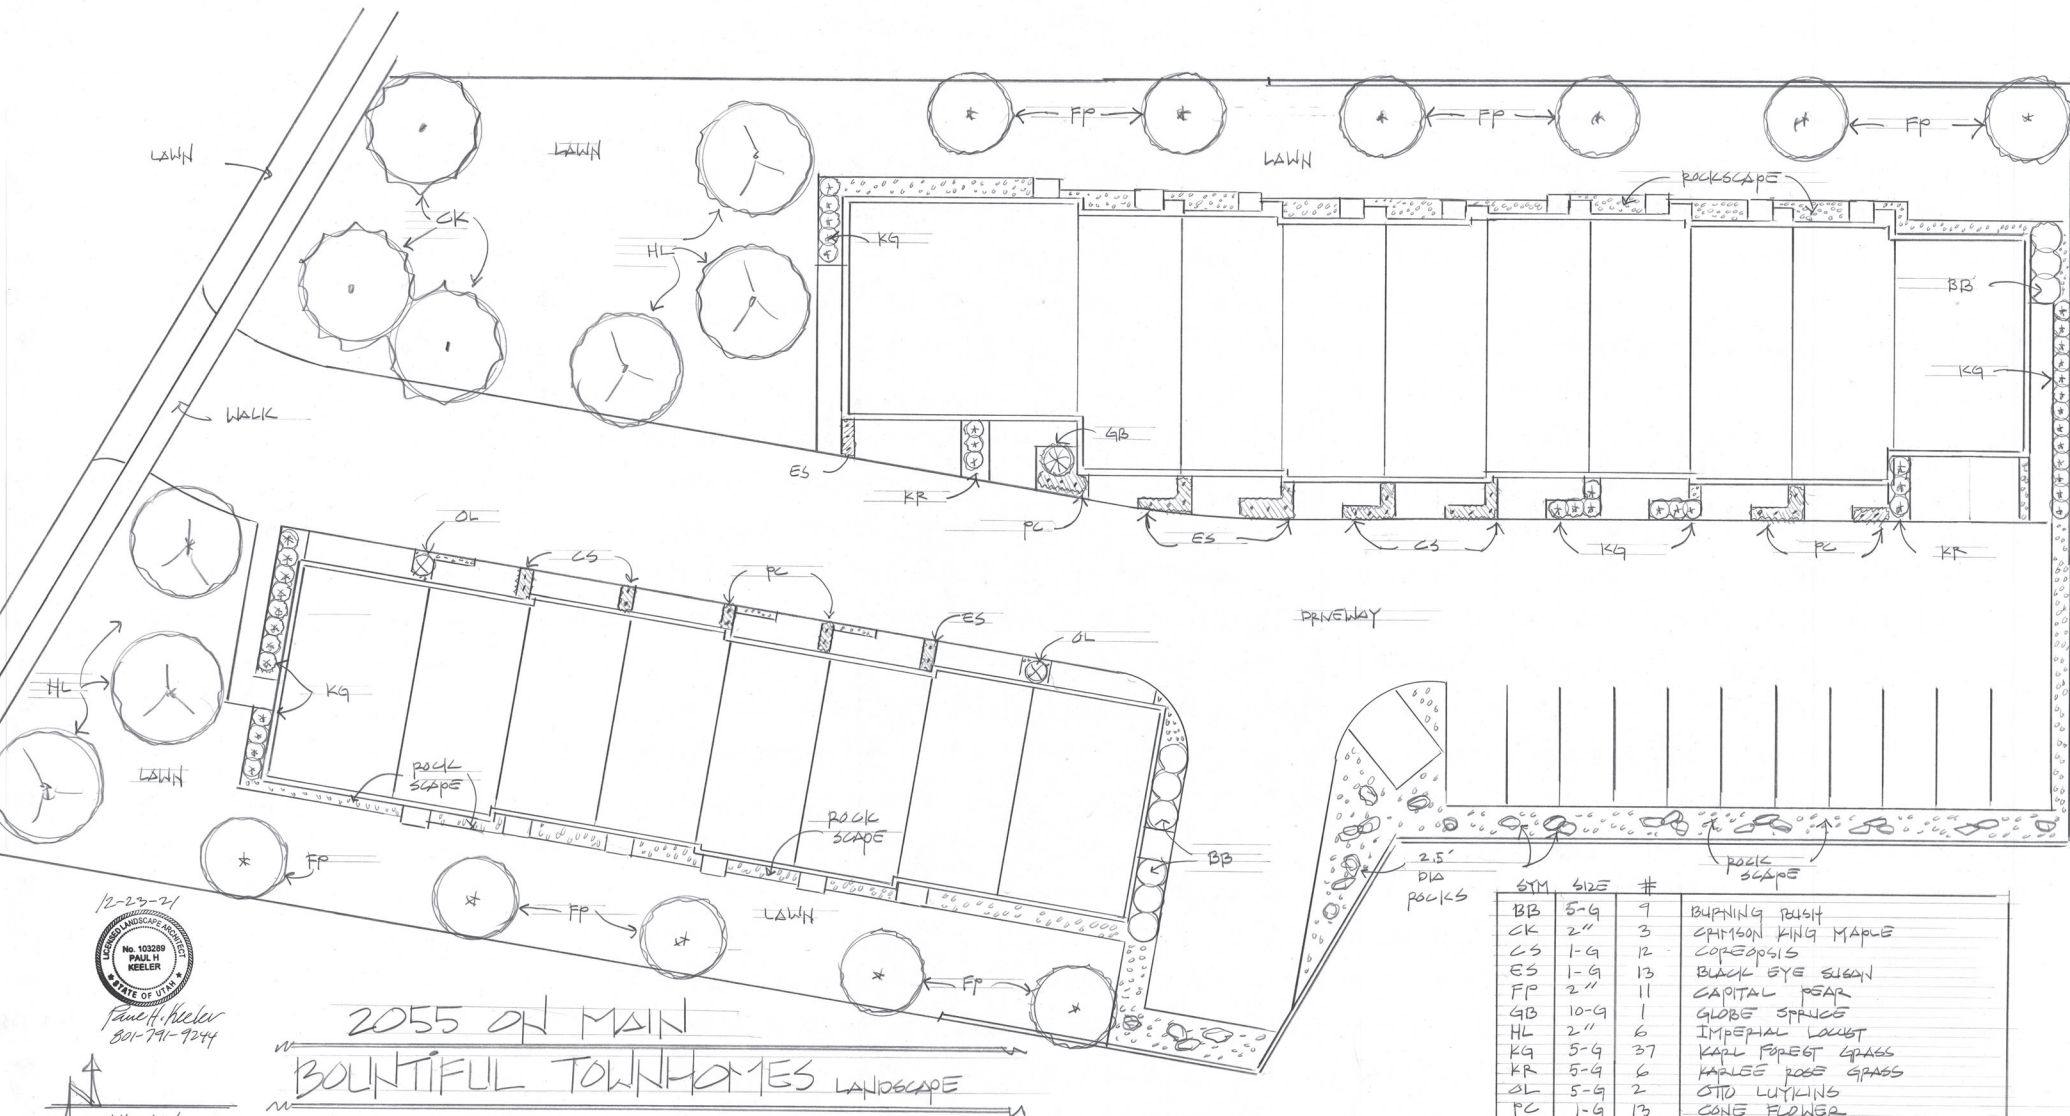 LAWN
LAWN
FP
FP
FP
LAWN
ROCKSCAPE
CK
HL
KG
BB
KG
WALK
GB
ES
KR
PC
ES
CS
KG
PC
KR
OL
CS
PC
ES
OL
DRIVEWAY
HL
KG
LAWN
ROCK
SCAPE
ROCK
SCAPE
BB
2.5'
DIA
ROCKS
ROCK
SCAPE
FP
FP
LAWN
FP
12-23-21
LICENSED LANDSCAPE ARCHITECT
No. 103289
PAUL H
KEELER
STATE OF UTAH
Paul H. Keeler
801-791-9244
2055 ON MAIN
BOUNTIFUL TOWNHOMES LANDSCAPE
N
SYM SIZE #
BB 5-G 9 BURNING BUSH
CK 2" 3 CRIMSON KING MAPLE
CS 1-G 12 COREOPSIS
ES 1-G 13 BLACK EYE SUSAN
FP 2" 11 CAPITAL PEAR
GB 10-G 1 GLOBE SPRUCE
HL 2" 6 IMPERIAL LOCUST
KG 5-G 37 KARL FOREST GRASS
KR 5-G 6 KARLEE ROSE GRASS
OL 5-G 2 OTTO LUYKINS
PC 1-G 13 CONE FLOWER